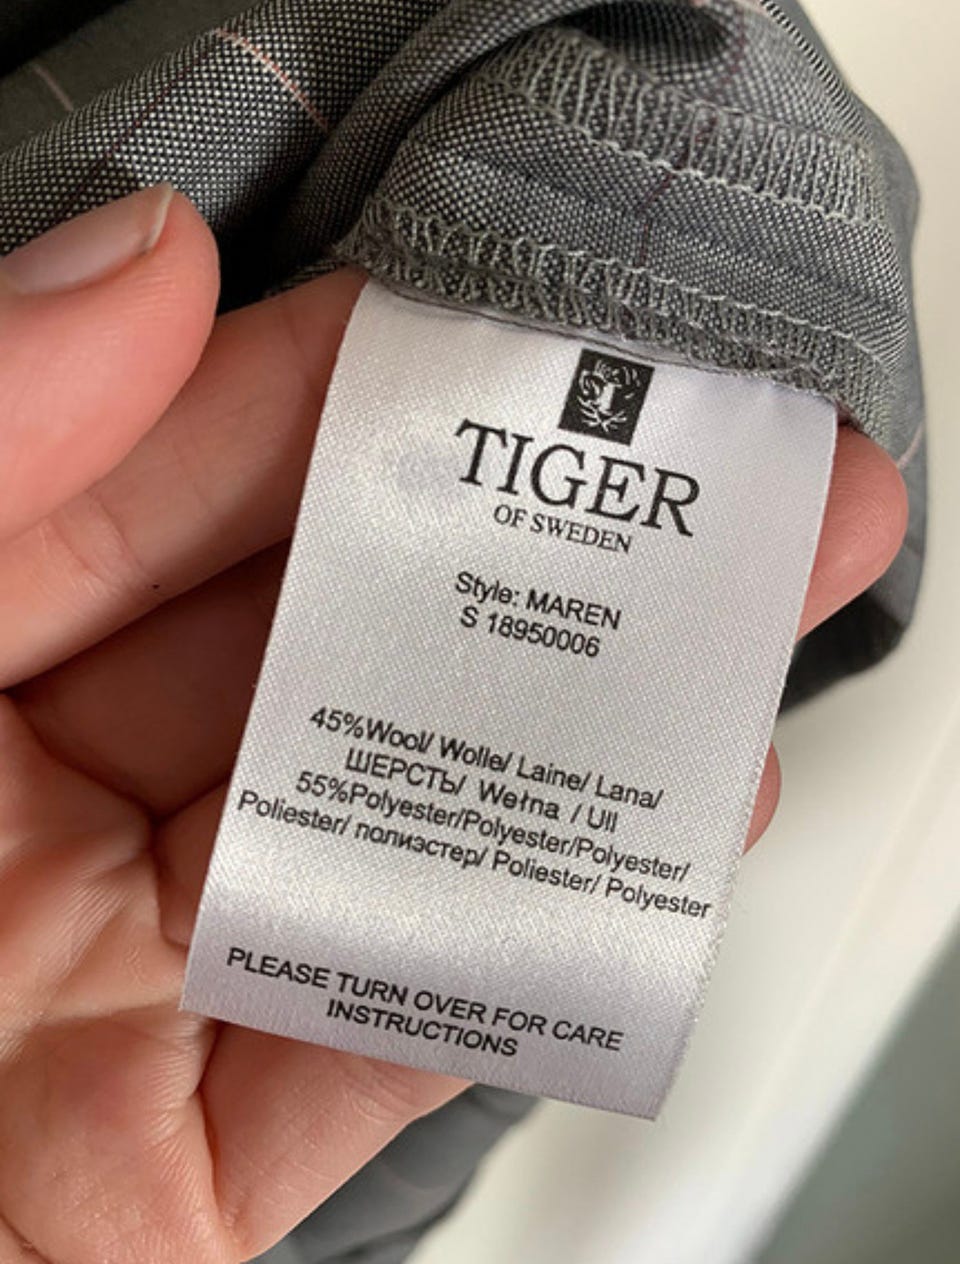 TIGER
OF SWEDEN
Style: MAREN
S 18950006
45%Wool/ Wolle/ Laine/ Lana/
ШЕРСТЬ/ Wełna / Ull
55%Polyester/Polyester/Polyester/
Poliester/ полиэстер/ Poliester/ Polyester
PLEASE TURN OVER FOR CARE
INSTRUCTIONS